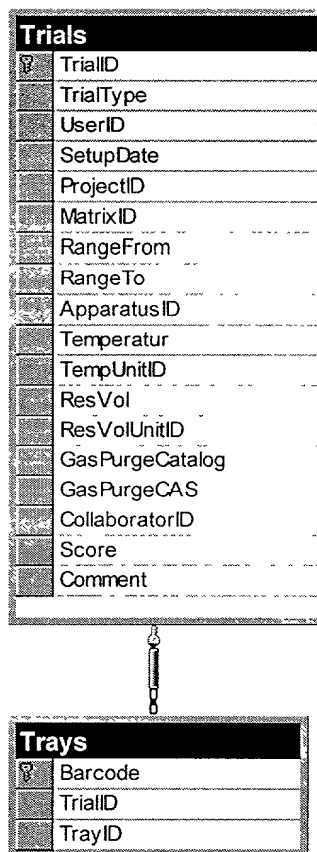 Trials
TrialID
TrialType
UserID
SetupDate
ProjectID
MatrixID
RangeFrom
RangeTo
ApparatusID
Temperatur
TempUnitID
ResVol
ResVolUnitID
GasPurgeCatalog
GasPurgeCAS
CollaboratorID
Score
Comment
Trays
Barcode
TrialID
TrayID